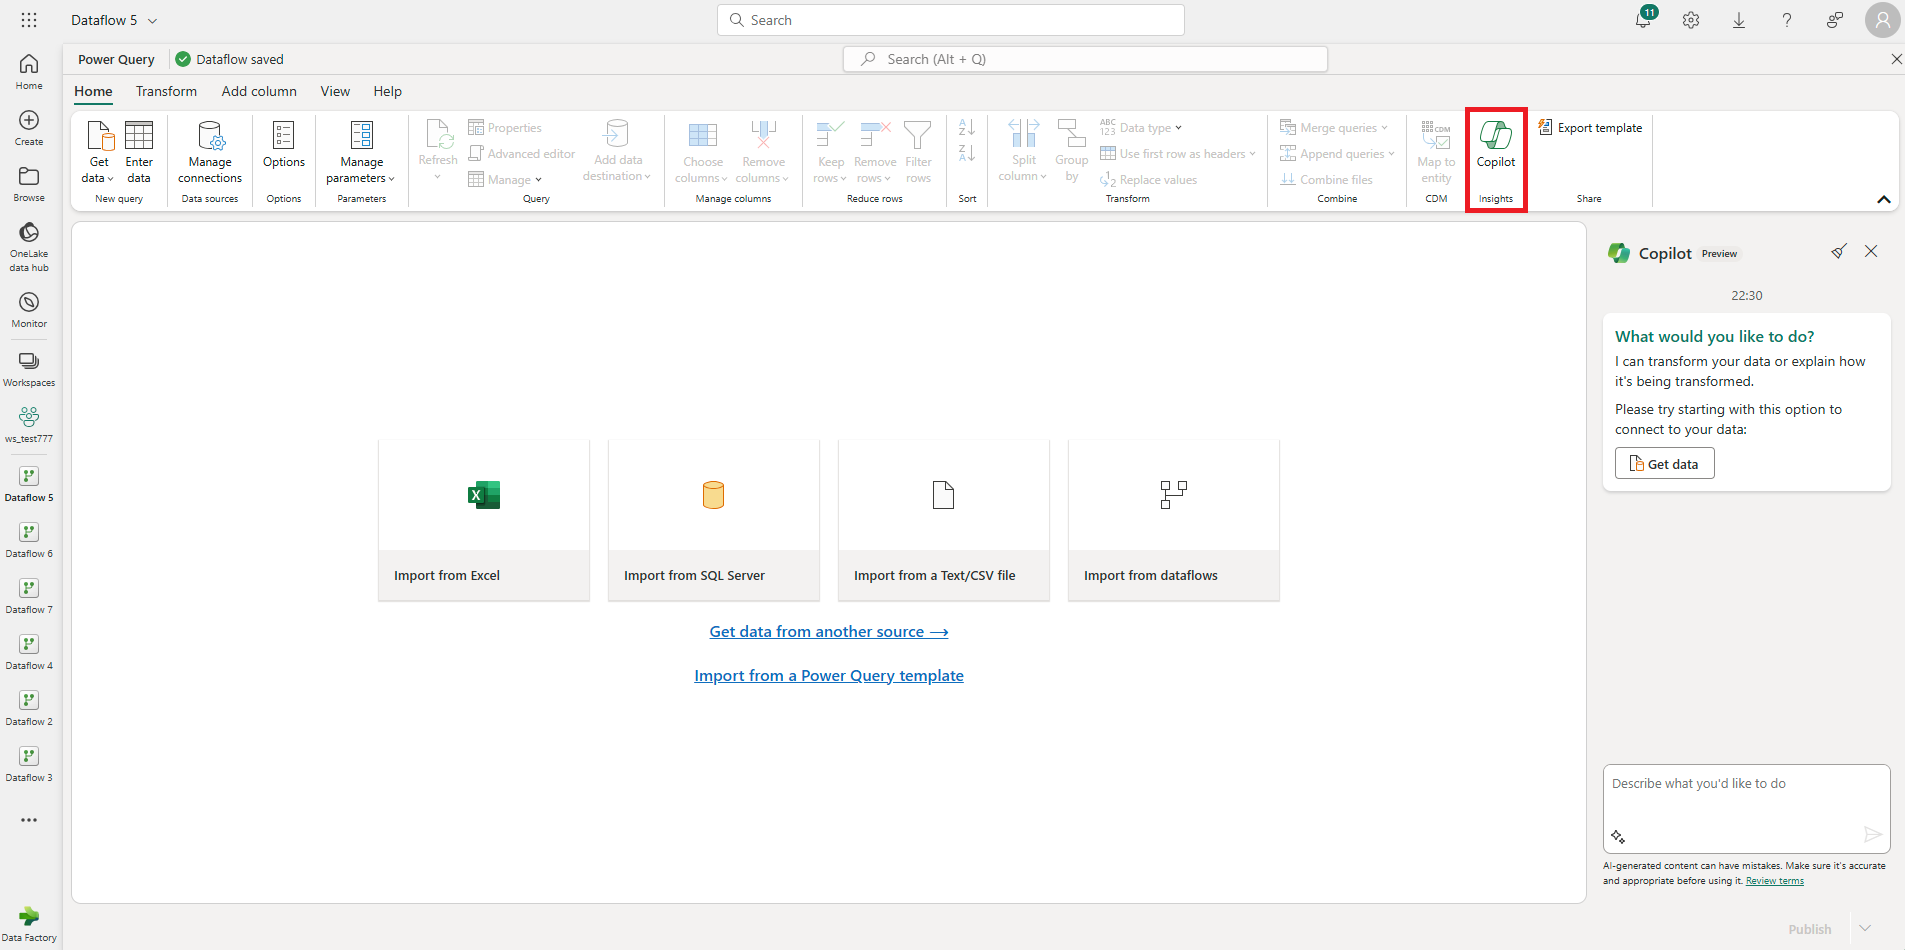 Dataflow 5
Search
11
Power Query
Dataflow saved
Search (Alt + Q)
Home
Transform
Add column
View
Help
Get data
Enter data
New query
Manage connections
Data sources
Options
Options
Manage parameters
Parameters
Refresh
Properties
Advanced editor
Manage
Add data destination
Query
Choose columns
Remove columns
Manage columns
Keep rows
Remove rows
Filter rows
Reduce rows
A
Z
Z
A
Sort
Split column
Group by
ABC
123
Data type
Use first row as headers
1
2
Replace values
Transform
Merge queries
Append queries
Combine files
Combine
CDM
Map to entity
CDM
Copilot
Insights
Export template
Share
Home
Create
Browse
OneLake data hub
Monitor
Workspaces
ws_test777
Dataflow 5
Dataflow 6
Dataflow 7
Dataflow 4
Dataflow 2
Dataflow 3
Data Factory
X
Import from Excel
Import from SQL Server
Import from a Text/CSV file
Import from dataflows
Get data from another source →
Import from a Power Query template
Copilot
Preview
22:30
What would you like to do?
I can transform your data or explain how
it's being transformed.
Please try starting with this option to
connect to your data:
Get data
Describe what you'd like to do
AI-generated content can have mistakes. Make sure it's accurate
and appropriate before using it. Review terms
Publish